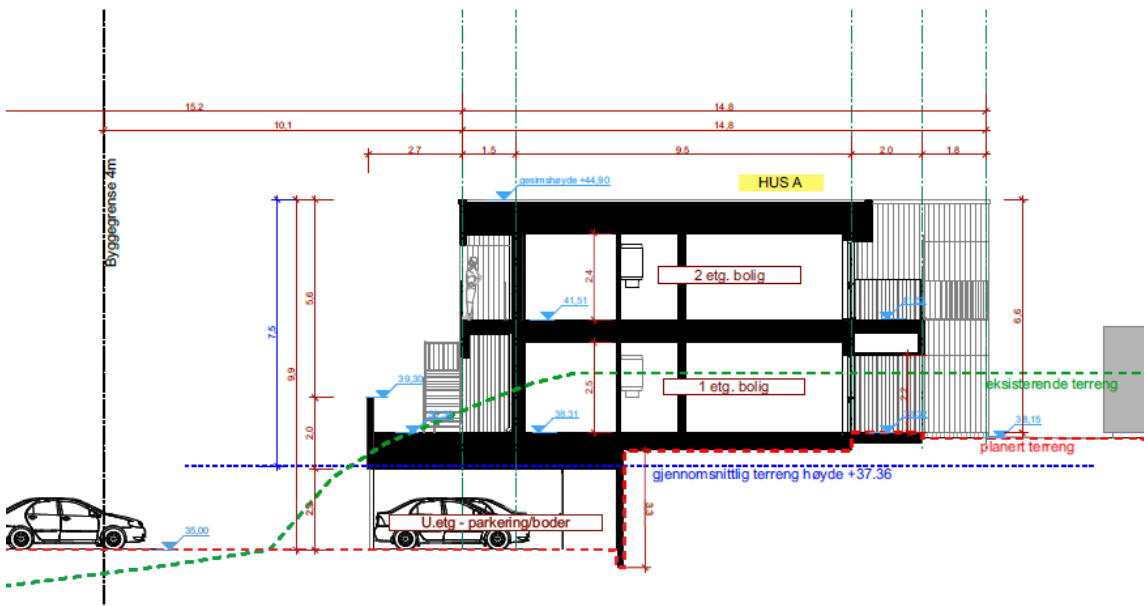 15,2
14,8
10,1
14,8
2,7
1,5
9,5
2,0
1,8
Byggegrense 4m
gesimshøyde +44,90
HUS A
2 etg. bolig
2,4
41,51
5,6
7,5
9,9
6,6
39,30
2,5
1 etg. bolig
2,2
eksisterende terreng
38,31
38,15
2,0
planert terreng
gjennomsnittlig terreng høyde +37.36
U.etg - parkering/boder
3,3
35,00